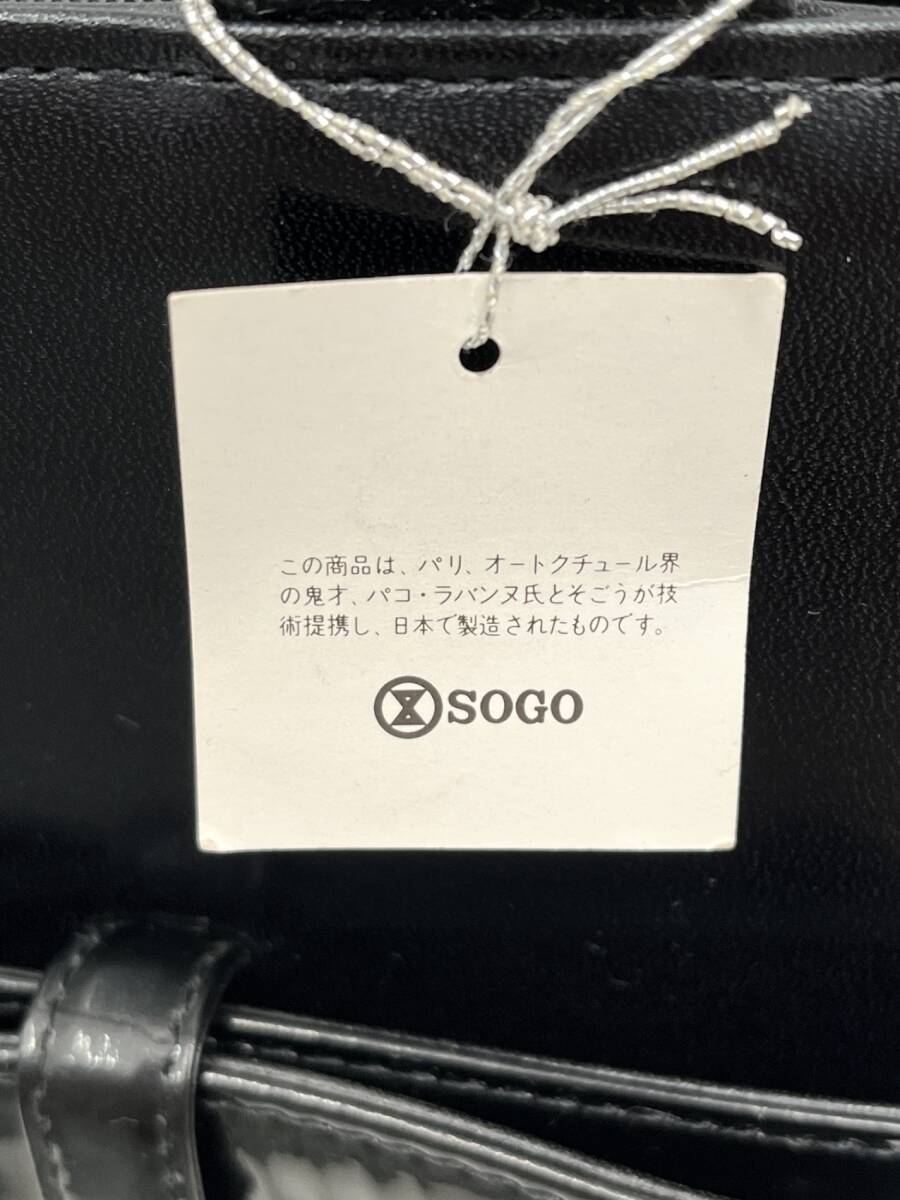 この商品は、パリ、オートクチュール界
の鬼才、パコ・ラバンヌ氏とそごうが技
術提携し、日本で製造されたものです。
SOGO